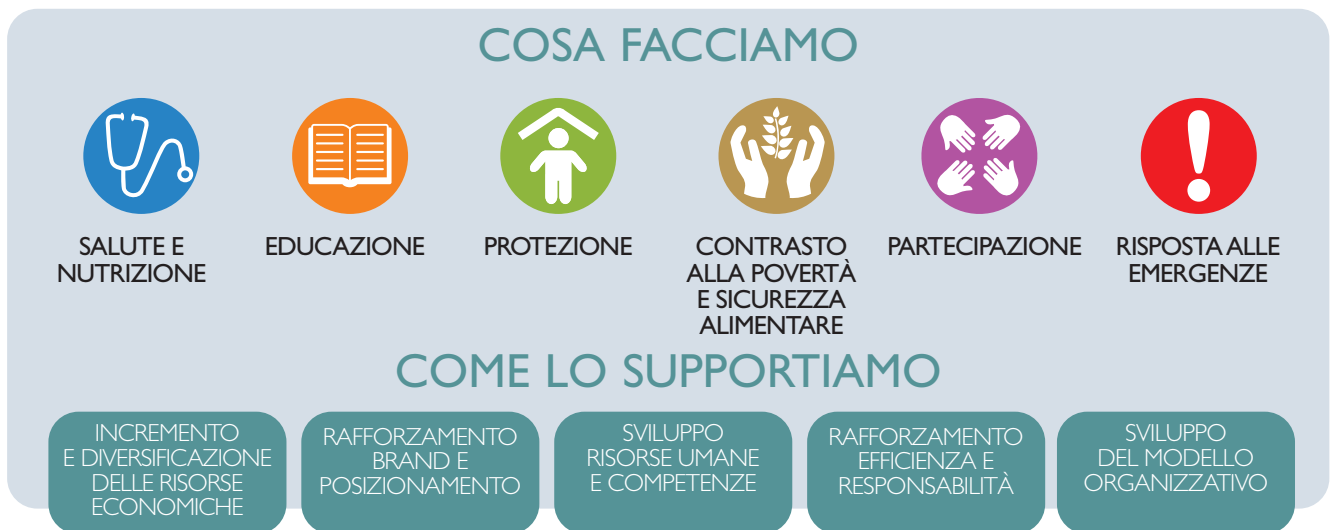 COSA FACCIAMO
SALUTE E
NUTRIZIONE
EDUCAZIONE
PROTEZIONE
CONTRASTO
ALLA POVERTÀ
E SICUREZZA
ALIMENTARE
PARTECIPAZIONE
RISPOSTA ALLE
EMERGENZE
COME LO SUPPORTIAMO
INCREMENTO
E DIVERSIFICAZIONE
DELLE RISORSE
ECONOMICHE
RAFFORZAMENTO
BRAND E
POSIZIONAMENTO
SVILUPPO
RISORSE UMANE
E COMPETENZE
RAFFORZAMENTO
EFFICIENZA E
RESPONSABILITÀ
SVILUPPO
DEL MODELLO
ORGANIZZATIVO